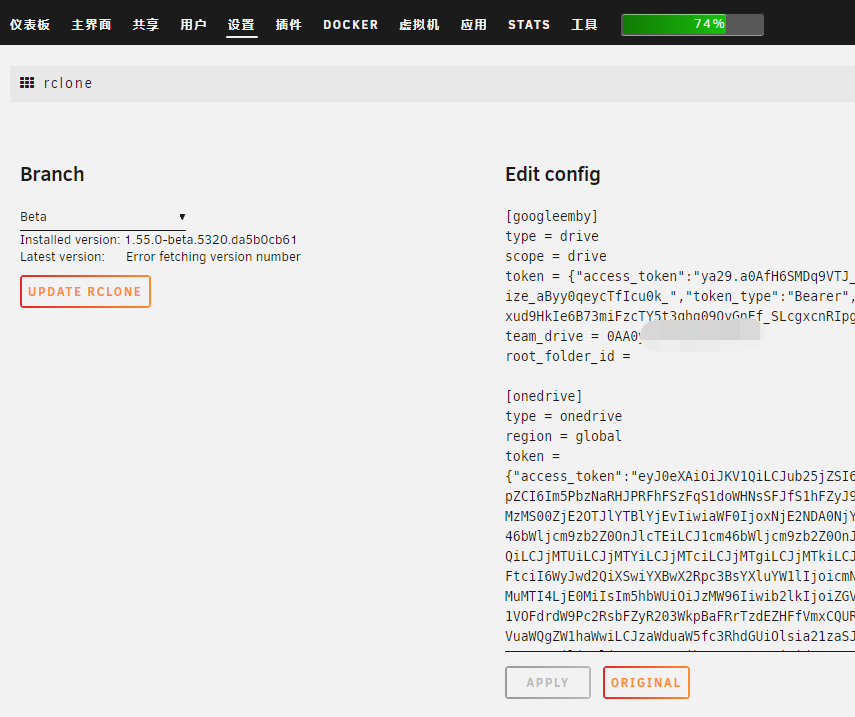 仪表板 主界面 共享 用户 设置 插件 DOCKER 虚拟机 应用 STATS 工具 74%
rclone
Branch
Beta
Installed version: 1.55.0-beta.5320.da5b0cb61
Latest version: Error fetching version number
UPDATE RCLONE
Edit config
[googleemby]
type = drive
scope = drive
token = {"access_token":"ya29.a0AfH6SMDq9VTJ_
ize_aByy0qeycTfIcu0k_","token_type":"Bearer",
team_drive =
root_folder_id =
[onedrive]
type = onedrive
region = global
token =
{"access_token":"eyJ0eXAiOiJKV1QiLCJub25jZSI6
pZCI6Im5PbzNaRHJPRFhFSzFqS1doWHNsSFJfS1hFZyJ9
MzMS00ZjE2OTJlYTBlYjEvIiwiaWF0IjoxNjE2NDA0NjY
46bWljcm9zb2Z0OnJlcTEiLCJ1cm46bWljcm9zb2Z0OnJ
QiLCJjMTUiLCJjMTYiLCJjMTciLCJjMTgiLCJjMTkiLCJ
FtciI6WyJwd2QiXSwiYXBwX2Rpc3BsYXluYW1lIjoicmN
MuMTI4LjE0MiIsIm5hbWUiOiJzMW96Iiwib2lkIjoiZGV
1VOFdrdW9Pc2RsbFZyR203WkpBaFRrTzdEZHFfVmxCQUR
VuaWQgZW1haWwiLCJzaWduaW5fc3RhdGUiOlsia21zaSJ
APPLY ORIGINAL